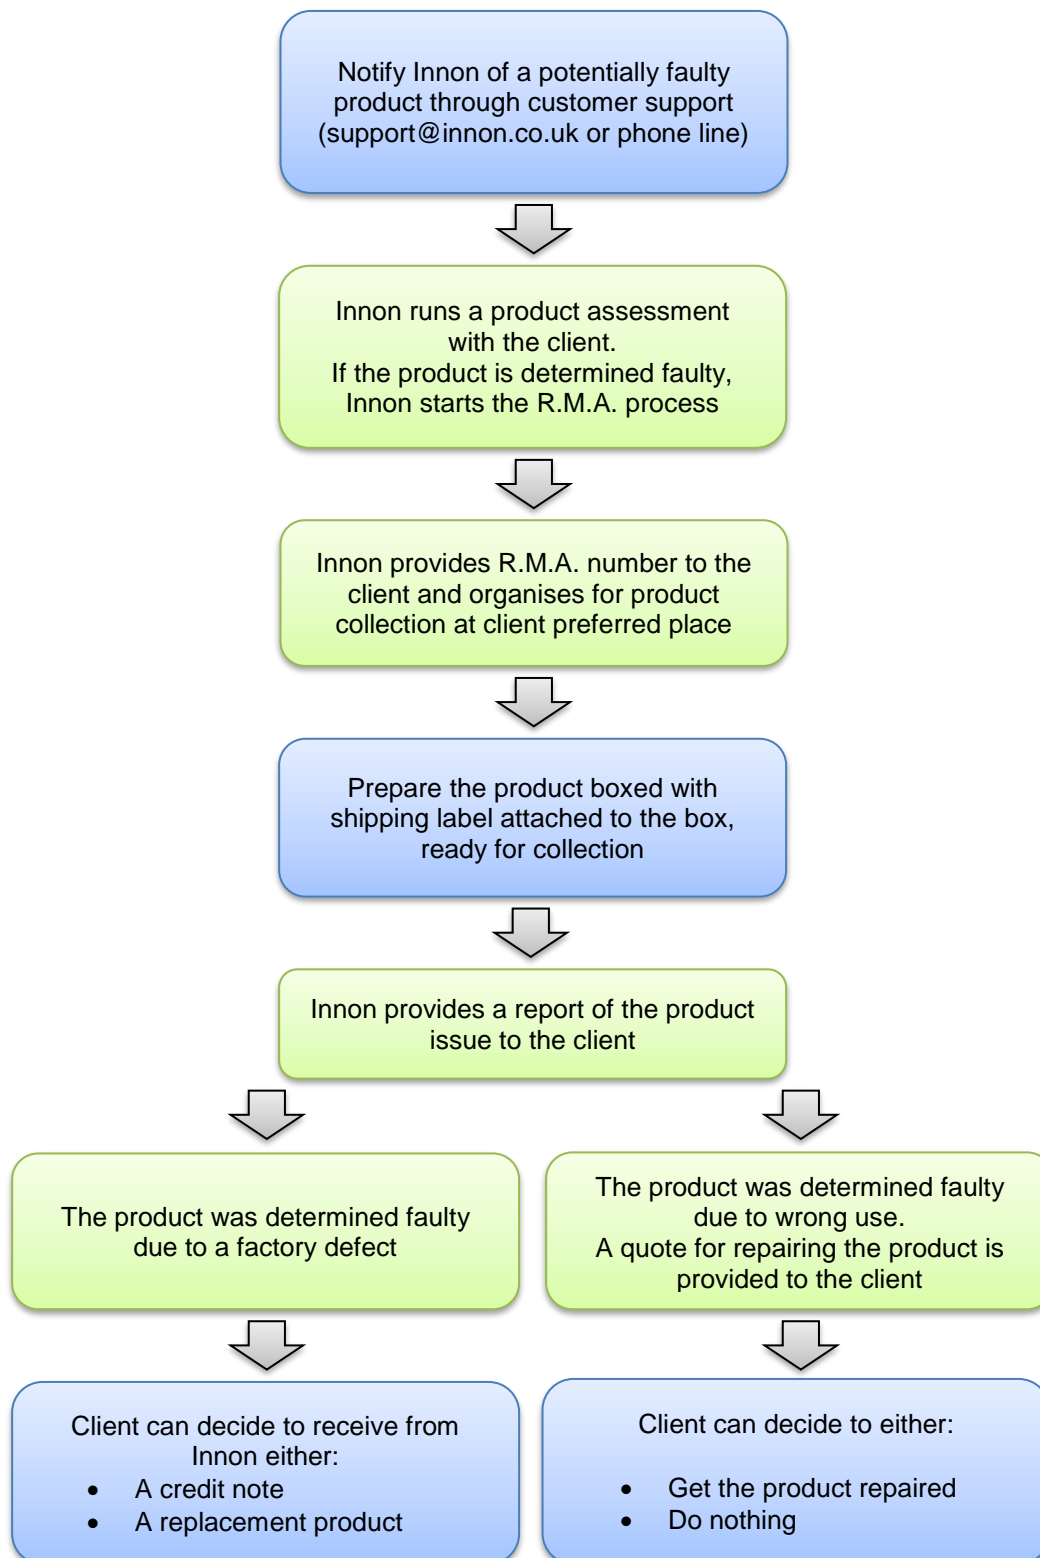 Notify Innon of a potentially faulty
product through customer support
(support@innon.co.uk or phone line)
Innon runs a product assessment
with the client.
If the product is determined faulty,
Innon starts the R.M.A. process
Innon provides R.M.A. number to the
client and organises for product
collection at client preferred place
Prepare the product boxed with
shipping label attached to the box,
ready for collection
Innon provides a report of the product
issue to the client
The product was determined faulty
due to a factory defect
The product was determined faulty
due to wrong use.
A quote for repairing the product is
provided to the client
Client can decide to receive from
Innon either:
• A credit note
• A replacement product
Client can decide to either:
• Get the product repaired
• Do nothing